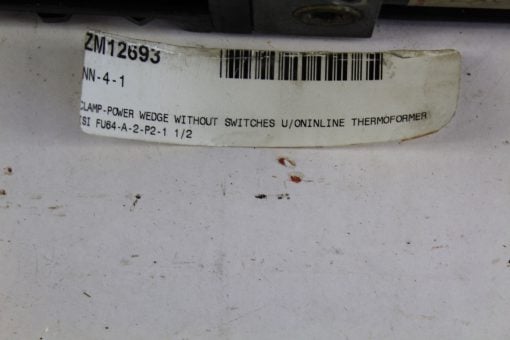 ZM12693
NN-4-1
CLAMP-POWER WEDGE WITHOUT SWITCHES U/ONINLINE THERMOFORMER
ISI FU64-A-2-P2-1 1/2